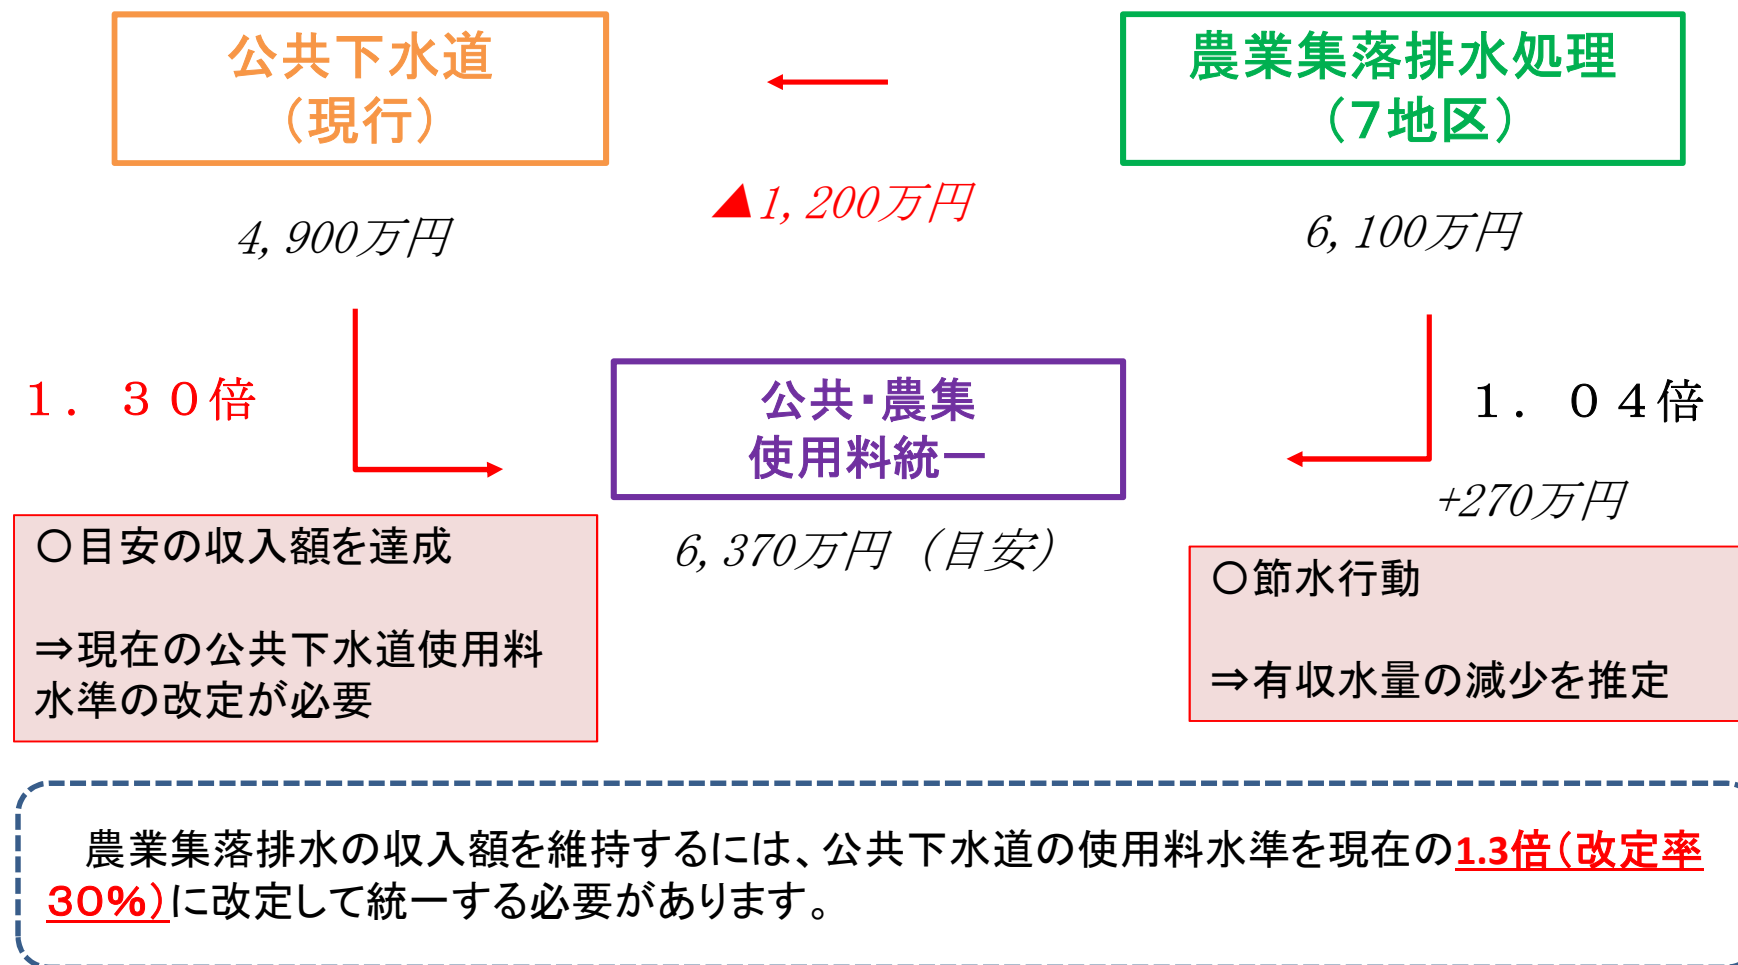 公共下水道
（現行）
農業集落排水処理
（７地区）
▲1,200万円
4,900万円
6,100万円
１．３０倍
公共・農集
使用料統一
１．０４倍
+270万円
6,370万円（目安）
〇目安の収入額を達成
⇒現在の公共下水道使用料
水準の改定が必要
〇節水行動
⇒有収水量の減少を推定
農業集落排水の収入額を維持するには、公共下水道の使用料水準を現在の1.3倍（改定率
３０％）に改定して統一する必要があります。